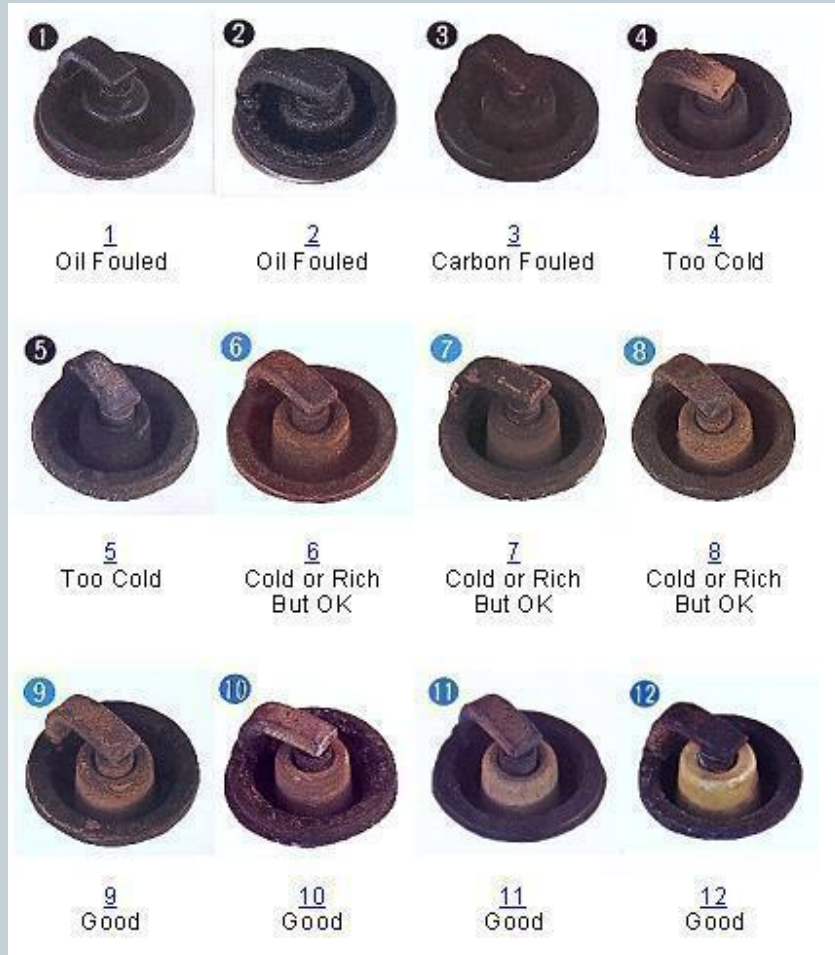 1 2 3 4
1 2 3 4
Oil Fouled Oil Fouled Carbon Fouled Too Cold
5 6 7 8
5 6 7 8
Too Cold Cold or Rich Cold or Rich Cold or Rich
But OK But OK But OK
9 10 11 12
9 10 11 12
Good Good Good Good